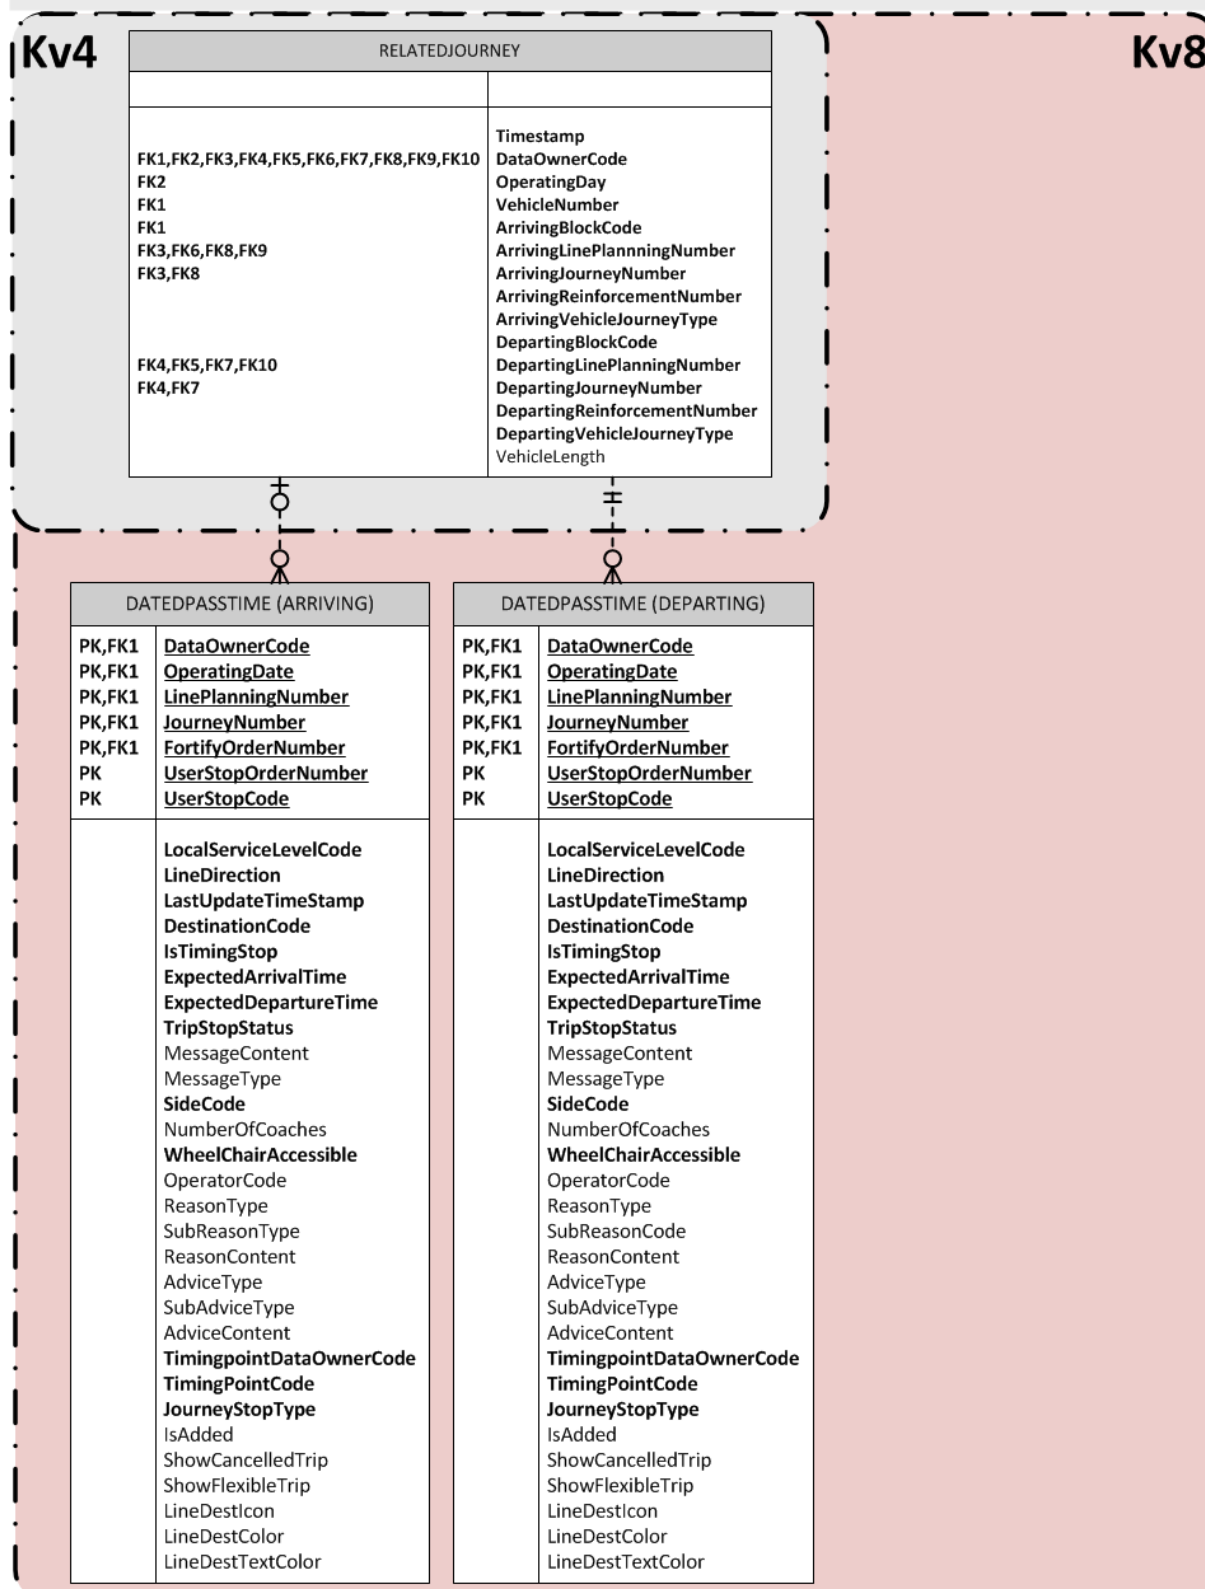 Kv4
Kv8
RELATEDJOURNEY
Timestamp
FK1,FK2,FK3,FK4,FK5,FK6,FK7,FK8,FK9,FK10 DataOwnerCode
FK2 OperatingDay
FK1 VehicleNumber
FK1 ArrivingBlockCode
FK3,FK6,FK8,FK9 ArrivingLinePlannningNumber
FK3,FK8 ArrivingJourneyNumber
ArrivingReinforcementNumber
ArrivingVehicleJourneyType
DepartingBlockCode
FK4,FK5,FK7,FK10 DepartingLinePlanningNumber
FK4,FK7 DepartingJourneyNumber
DepartingReinforcementNumber
DepartingVehicleJourneyType
VehicleLength
DATEDPASSTIME (ARRIVING)
PK,FK1 DataOwnerCode
PK,FK1 OperatingDate
PK,FK1 LinePlanningNumber
PK,FK1 JourneyNumber
PK,FK1 FortifyOrderNumber
PK UserStopOrderNumber
PK UserStopCode
LocalServiceLevelCode
LineDirection
LastUpdateTimeStamp
DestinationCode
IsTimingStop
ExpectedArrivalTime
ExpectedDepartureTime
TripStopStatus
MessageContent
MessageType
SideCode
NumberOfCoaches
WheelChairAccessible
OperatorCode
ReasonType
SubReasonType
ReasonContent
AdviceType
SubAdviceType
AdviceContent
TimingpointDataOwnerCode
TimingPointCode
JourneyStopType
IsAdded
ShowCancelledTrip
ShowFlexibleTrip
LineDestIcon
LineDestColor
LineDestTextColor
DATEDPASSTIME (DEPARTING)
PK,FK1 DataOwnerCode
PK,FK1 OperatingDate
PK,FK1 LinePlanningNumber
PK,FK1 JourneyNumber
PK,FK1 FortifyOrderNumber
PK UserStopOrderNumber
PK UserStopCode
LocalServiceLevelCode
LineDirection
LastUpdateTimeStamp
DestinationCode
IsTimingStop
ExpectedArrivalTime
ExpectedDepartureTime
TripStopStatus
MessageContent
MessageType
SideCode
NumberOfCoaches
WheelChairAccessible
OperatorCode
ReasonType
SubReasonCode
ReasonContent
AdviceType
SubAdviceType
AdviceContent
TimingpointDataOwnerCode
TimingPointCode
JourneyStopType
IsAdded
ShowCancelledTrip
ShowFlexibleTrip
LineDestIcon
LineDestColor
LineDestTextColor